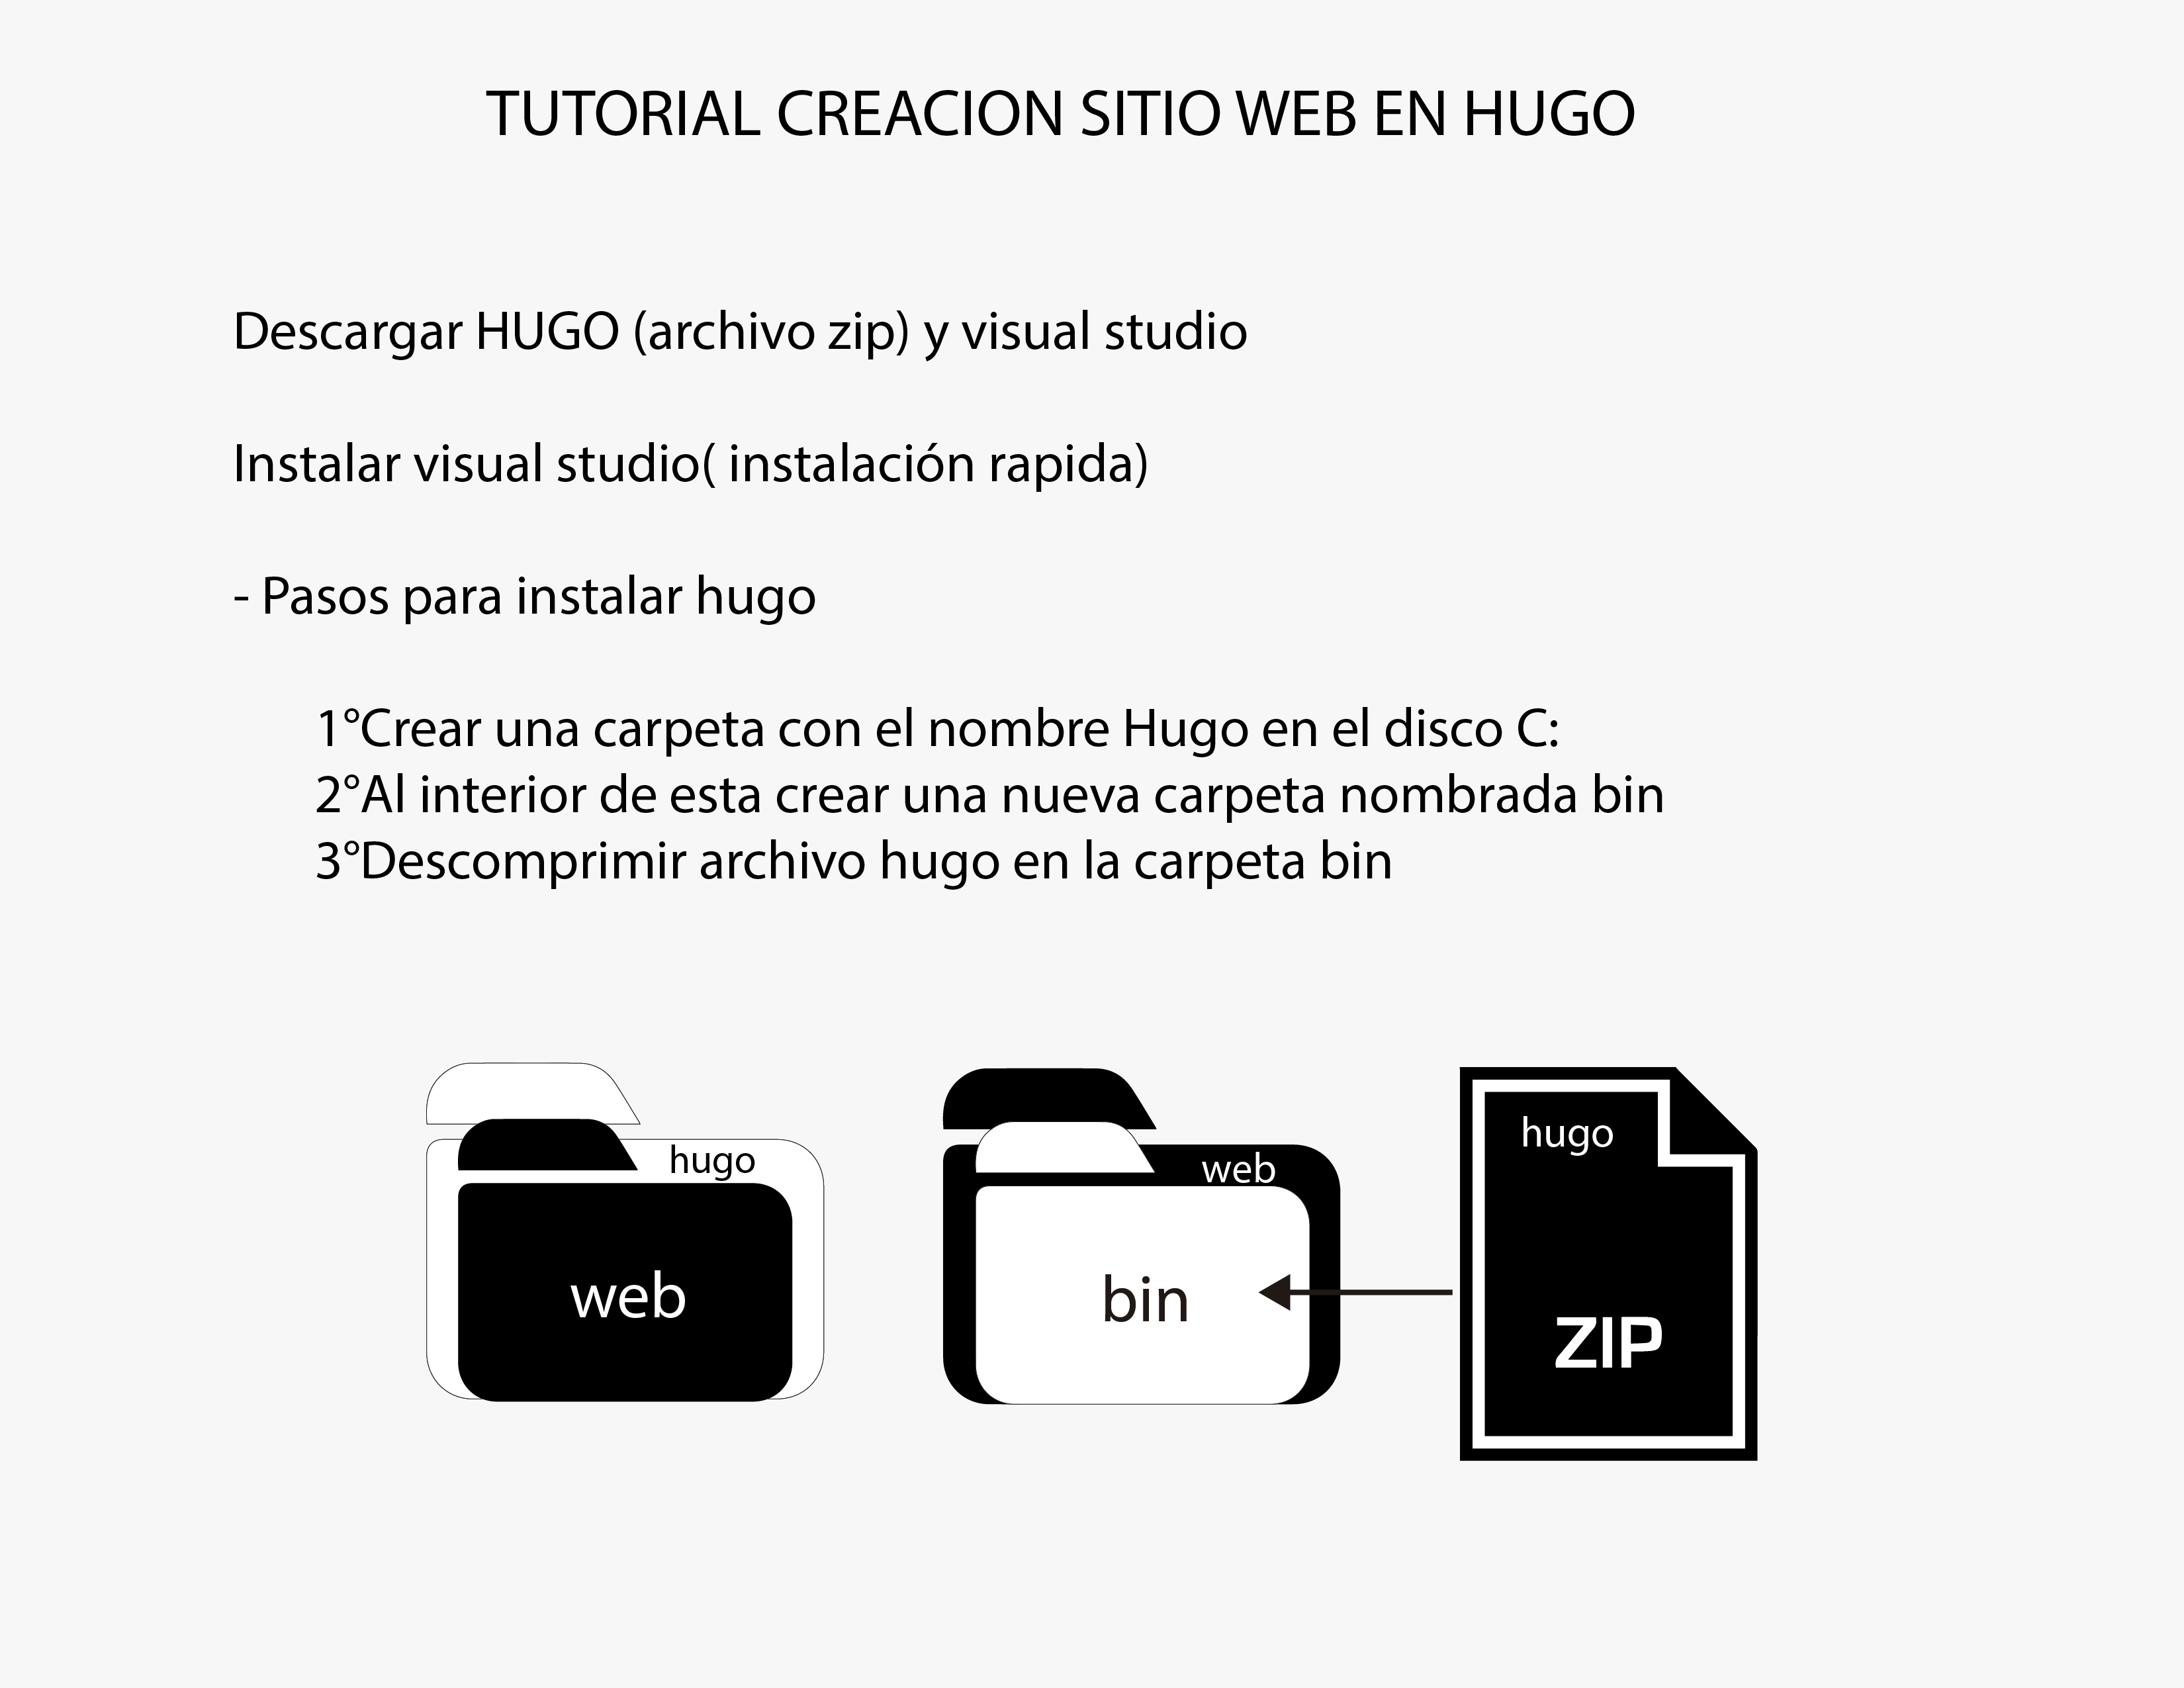 TUTORIAL CREACION SITIO WEB EN HUGO
Descargar HUGO (archivo zip) y visual studio
Instalar visual studio( instalación rapida)
- Pasos para instalar hugo
1°Crear una carpeta con el nombre Hugo en el disco C:
2°Al interior de esta crear una nueva carpeta nombrada bin
3°Descomprimir archivo hugo en la carpeta bin
hugo
web
web
bin
hugo
ZIP